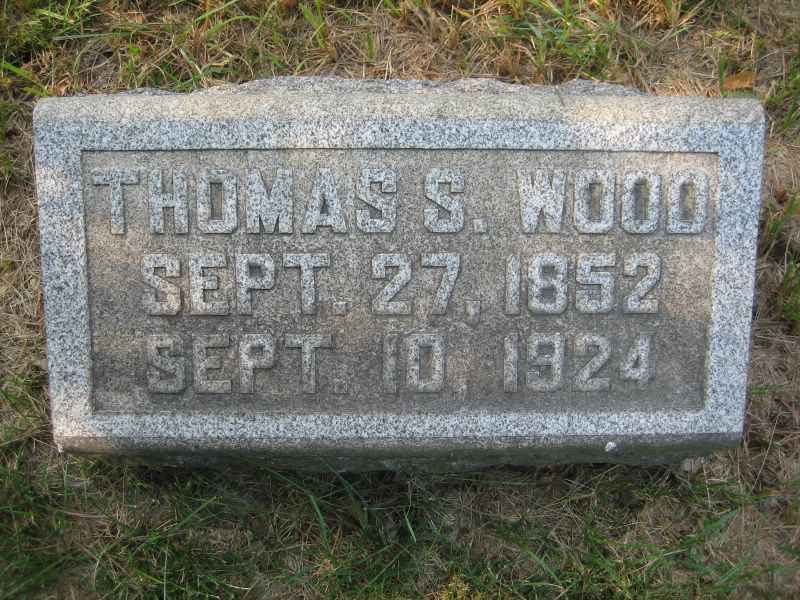 THOMAS S. WOOD
SEPT. 27, 1852
SEPT. 10, 1924